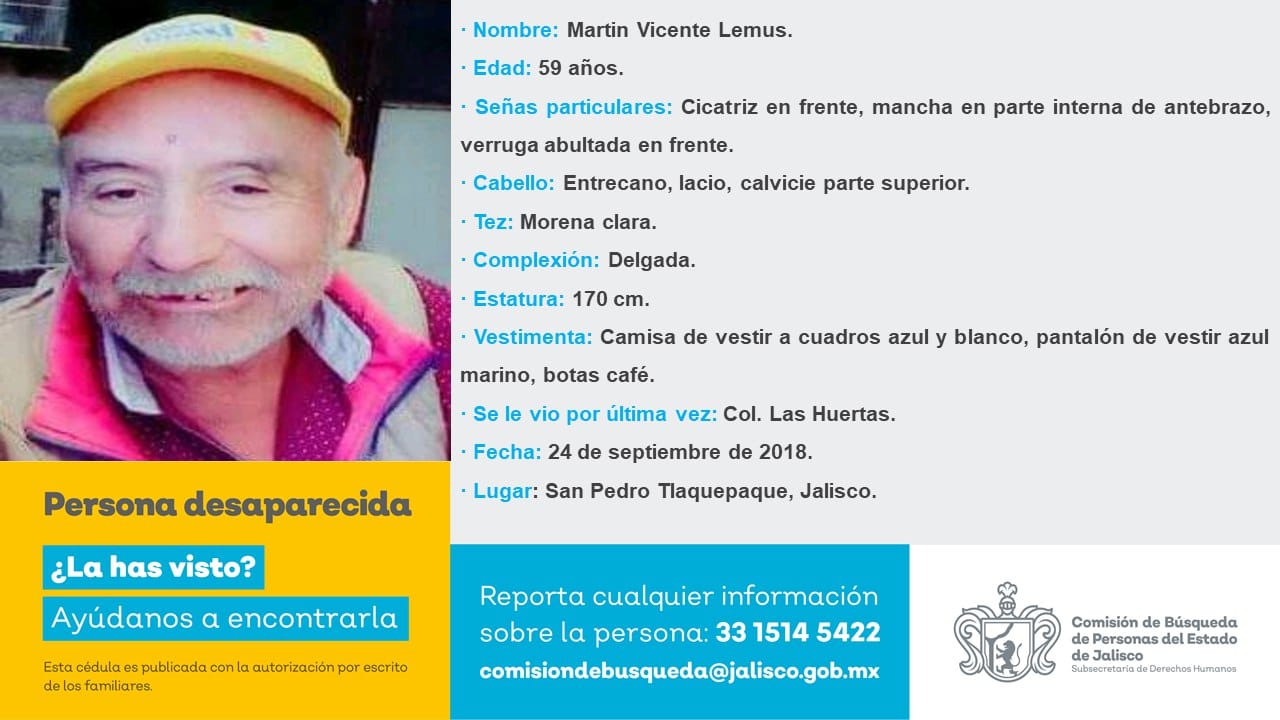 · Nombre: Martin Vicente Lemus.
· Edad: 59 años.
· Señas particulares: Cicatriz en frente, mancha en parte interna de antebrazo,
verruga abultada en frente.
· Cabello: Entrecano, lacio, calvicie parte superior.
· Tez: Morena clara.
· Complexión: Delgada.
· Estatura: 170 cm.
· Vestimenta: Camisa de vestir a cuadros azul y blanco, pantalón de vestir azul
marino, botas café.
· Se le vio por última vez: Col. Las Huertas.
· Fecha: 24 de septiembre de 2018.
· Lugar: San Pedro Tlaquepaque, Jalisco.
Persona desaparecida
¿La has visto?
Ayúdanos a encontrarla
Esta cédula es publicada con la autorización por escrito
de los familiares.
Reporta cualquier información
sobre la persona: 33 1514 5422
comisiondebusqueda@jalisco.gob.mx
Comisión de Búsqueda
de Personas del Estado
de Jalisco
Subsecretaría de Derechos Humanos